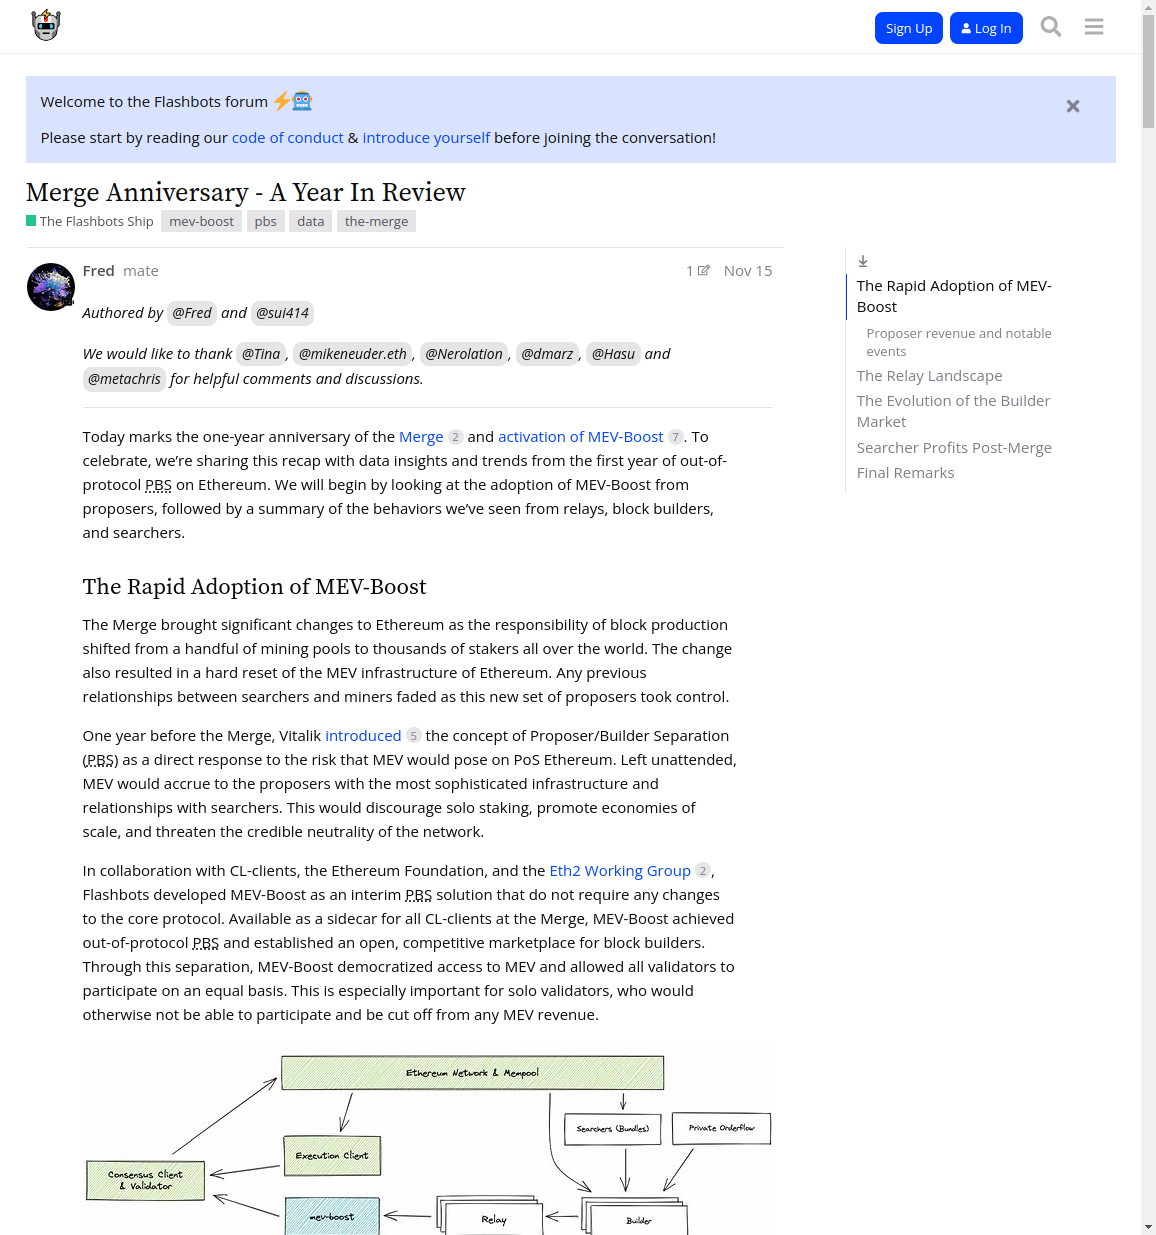 Sign Up
Log In
Welcome to the Flashbots forum
Please start by reading our code of conduct & introduce yourself before joining the conversation!
Merge Anniversary - A Year In Review
The Flashbots Ship mev-boost pbs data the-merge
Fred mate 1 Nov 15
Authored by @Fred and @sui414
We would like to thank @Tina, @mikeneuder.eth, @Nerolation, @dmarz, @Hasu and
@metachris for helpful comments and discussions.
Today marks the one-year anniversary of the Merge 2 and activation of MEV-Boost 7. To
celebrate, we’re sharing this recap with data insights and trends from the first year of out-of-
protocol PBS on Ethereum. We will begin by looking at the adoption of MEV-Boost from
proposers, followed by a summary of the behaviors we’ve seen from relays, block builders,
and searchers.
The Rapid Adoption of MEV-Boost
The Merge brought significant changes to Ethereum as the responsibility of block production
shifted from a handful of mining pools to thousands of stakers all over the world. The change
also resulted in a hard reset of the MEV infrastructure of Ethereum. Any previous
relationships between searchers and miners faded as this new set of proposers took control.
One year before the Merge, Vitalik introduced 5 the concept of Proposer/Builder Separation
(PBS) as a direct response to the risk that MEV would pose on PoS Ethereum. Left unattended,
MEV would accrue to the proposers with the most sophisticated infrastructure and
relationships with searchers. This would discourage solo staking, promote economies of
scale, and threaten the credible neutrality of the network.
In collaboration with CL-clients, the Ethereum Foundation, and the Eth2 Working Group 2,
Flashbots developed MEV-Boost as an interim PBS solution that do not require any changes
to the core protocol. Available as a sidecar for all CL-clients at the Merge, MEV-Boost achieved
out-of-protocol PBS and established an open, competitive marketplace for block builders.
Through this separation, MEV-Boost democratized access to MEV and allowed all validators to
participate on an equal basis. This is especially important for solo validators, who would
otherwise not be able to participate and be cut off from any MEV revenue.
Ethereum Network & Mempool
Searchers (Bundles)
Private Orderflow
Execution Client
Consensus Client
& Validator
mev-boost
Relay
Builder
The Rapid Adoption of MEV-
Boost
Proposer revenue and notable
events
The Relay Landscape
The Evolution of the Builder
Market
Searcher Profits Post-Merge
Final Remarks